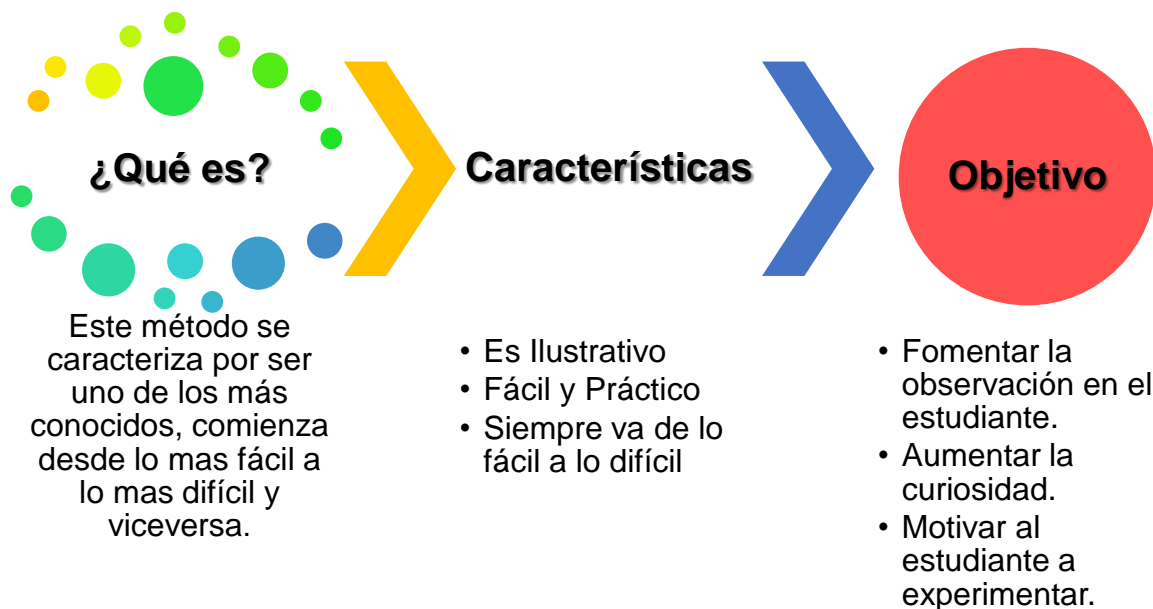 ¿Qué es?
Este método se
caracteriza por ser
uno de los más
conocidos, comienza
desde lo mas fácil a
lo mas difícil y
viceversa.
Características
• Es Ilustrativo
• Fácil y Práctico
• Siempre va de lo
fácil a lo difícil
Objetivo
• Fomentar la
observación en el
estudiante.
• Aumentar la
curiosidad.
• Motivar al
estudiante a
experimentar.